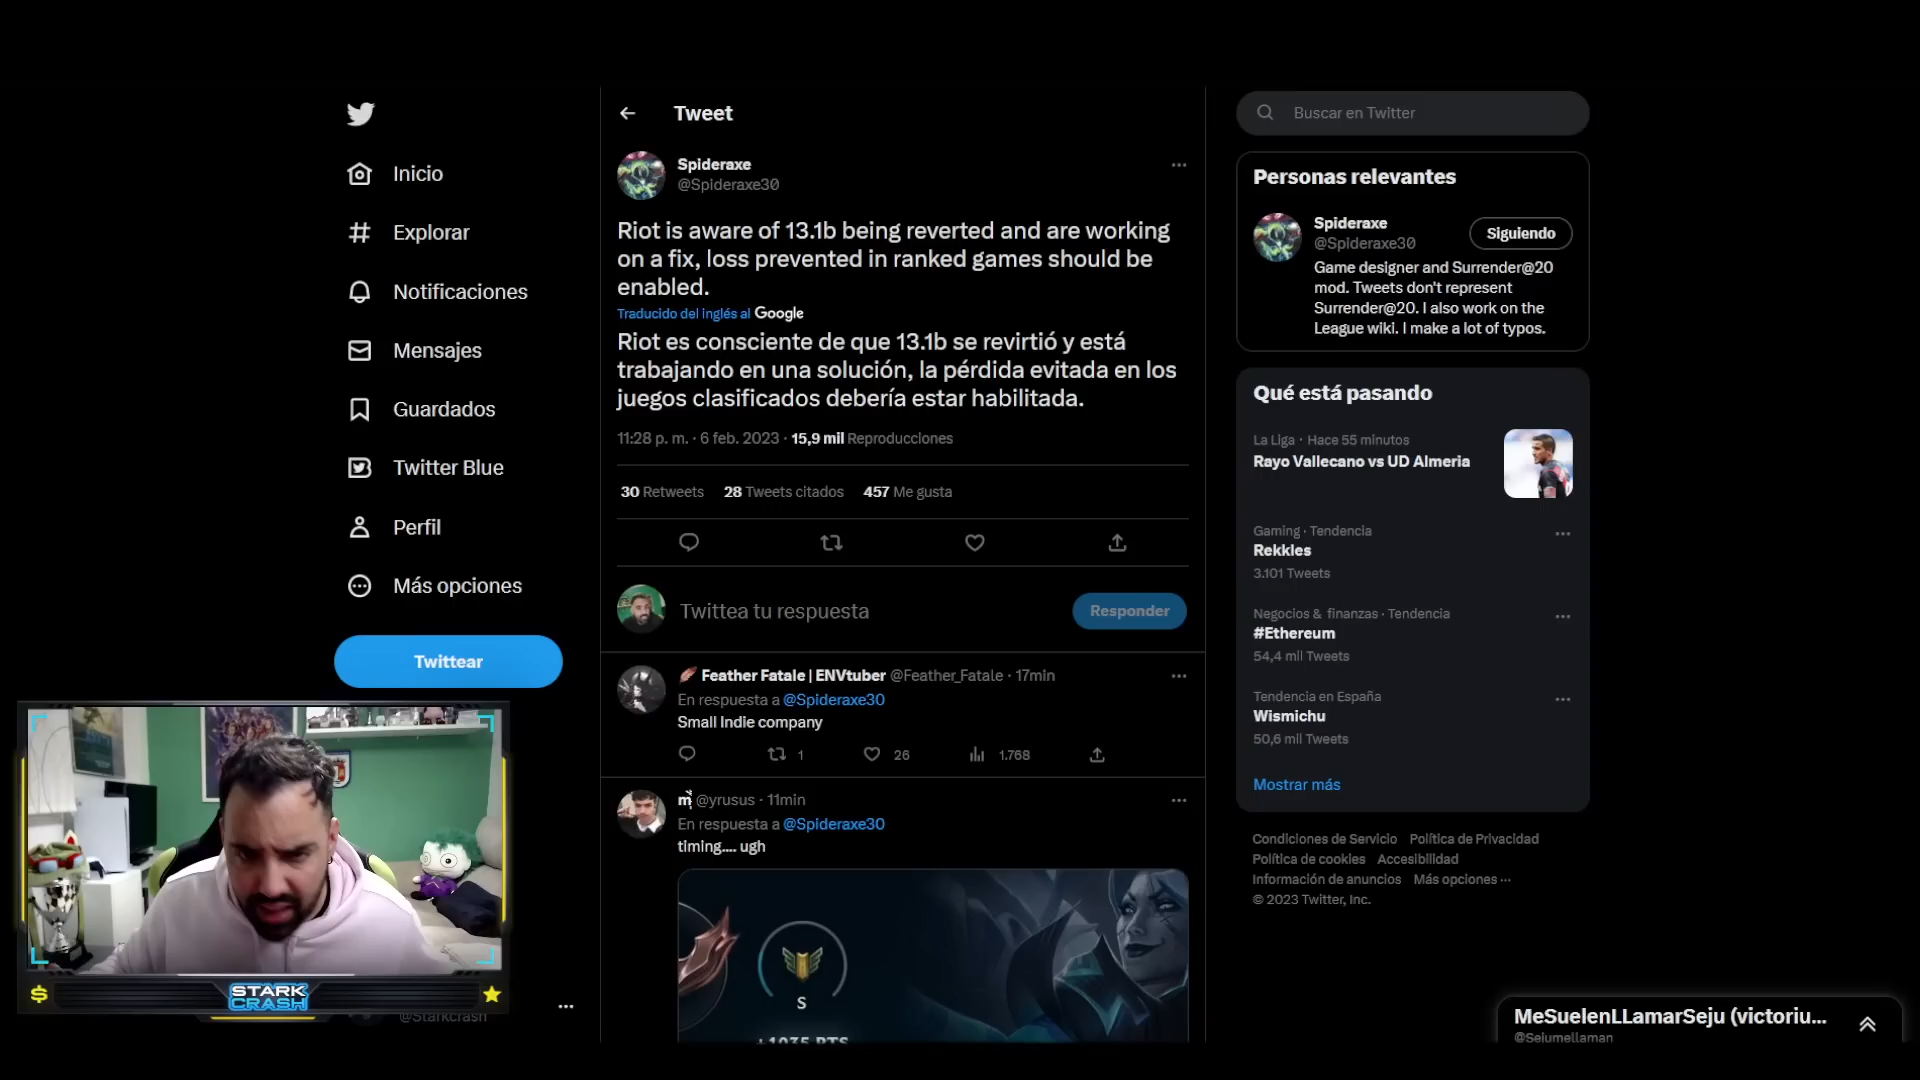 Inicio
Explorar
Notificaciones
Mensajes
Guardados
Twitter Blue
Perfil
Más opciones
Twittear
STARK
CRASH
@Starkcrash
Tweet
Spideraxe
@Spideraxe30
Riot is aware of 13.1b being reverted and are working
on a fix, loss prevented in ranked games should be
enabled.
Traducido del inglés al Google
Riot es consciente de que 13.1b se revirtió y está
trabajando en una solución, la pérdida evitada en los
juegos clasificados debería estar habilitada.
11:28 p. m. · 6 feb. 2023 · 15,9 mil Reproducciones
30 Retweets 28 Tweets citados 457 Me gusta
Twittea tu respuesta
Responder
Feather Fatale | ENVtuber @Feather_Fatale · 17min
En respuesta a @Spideraxe30
Small Indie company
1 26 1.768
m @yrusus · 11min
En respuesta a @Spideraxe30
timing.... ugh
S
+1035 PTS
Buscar en Twitter
Personas relevantes
Spideraxe
@Spideraxe30
Siguiendo
Game designer and Surrender@20
mod. Tweets don't represent
Surrender@20. I also work on the
League wiki. I make a lot of typos.
Qué está pasando
La Liga · Hace 55 minutos
Rayo Vallecano vs UD Almeria
Gaming · Tendencia
Rekkles
3.101 Tweets
Negocios & finanzas · Tendencia
#Ethereum
54,4 mil Tweets
Tendencia en España
Wismichu
50,6 mil Tweets
Mostrar más
Condiciones de Servicio Política de Privacidad
Política de cookies Accesibilidad
Información de anuncios Más opciones ···
© 2023 Twitter, Inc.
MeSuelenLLamarSeju (victoriu...
@Sejumellaman